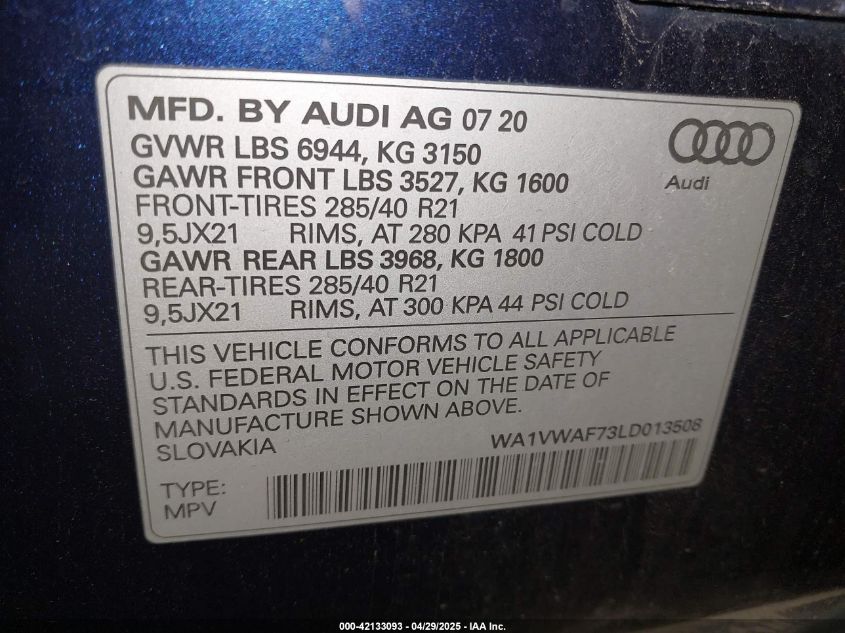 MFD. BY AUDI AG 07 20
GVWR LBS 6944, KG 3150
GAWR FRONT LBS 3527, KG 1600
FRONT-TIRES 285/40 R21
9,5JX21 RIMS, AT 280 KPA 41 PSI COLD
GAWR REAR LBS 3968, KG 1800
REAR-TIRES 285/40 R21
9,5JX21 RIMS, AT 300 KPA 44 PSI COLD
Audi
THIS VEHICLE CONFORMS TO ALL APPLICABLE
U.S. FEDERAL MOTOR VEHICLE SAFETY
STANDARDS IN EFFECT ON THE DATE OF
MANUFACTURE SHOWN ABOVE.
SLOVAKIA
WA1VWAF73LD013508
TYPE:
MPV
000-42133093 - 04/29/2025 - IAA Inc.